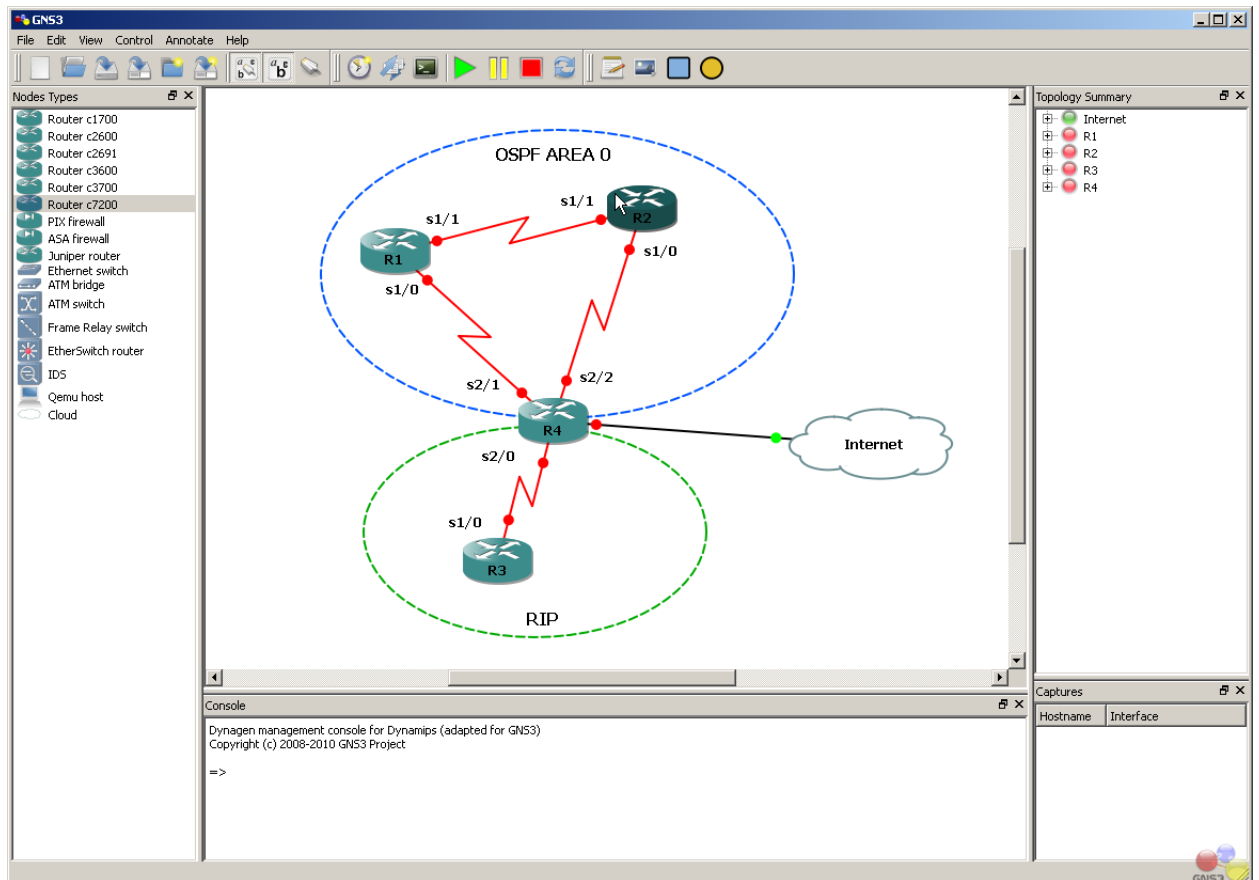 GNS3
File Edit View Control Annotate Help
Nodes Types
Router c1700
Router c2600
Router c2691
Router c3600
Router c3700
Router c7200
PIX firewall
ASA firewall
Juniper router
Ethernet switch
ATM bridge
ATM switch
Frame Relay switch
EtherSwitch router
IDS
Qemu host
Cloud
OSPF AREA 0
s1/1
R2
s1/1
s1/0
R1
s1/0
s2/1
s2/2
R4
Internet
s2/0
s1/0
R3
RIP
Topology Summary
Internet
R1
R2
R3
R4
Console
Dynagen management console for Dynamips (adapted for GNS3)
Copyright (c) 2008-2010 GNS3 Project
=>
Captures
Hostname Interface
GNS3